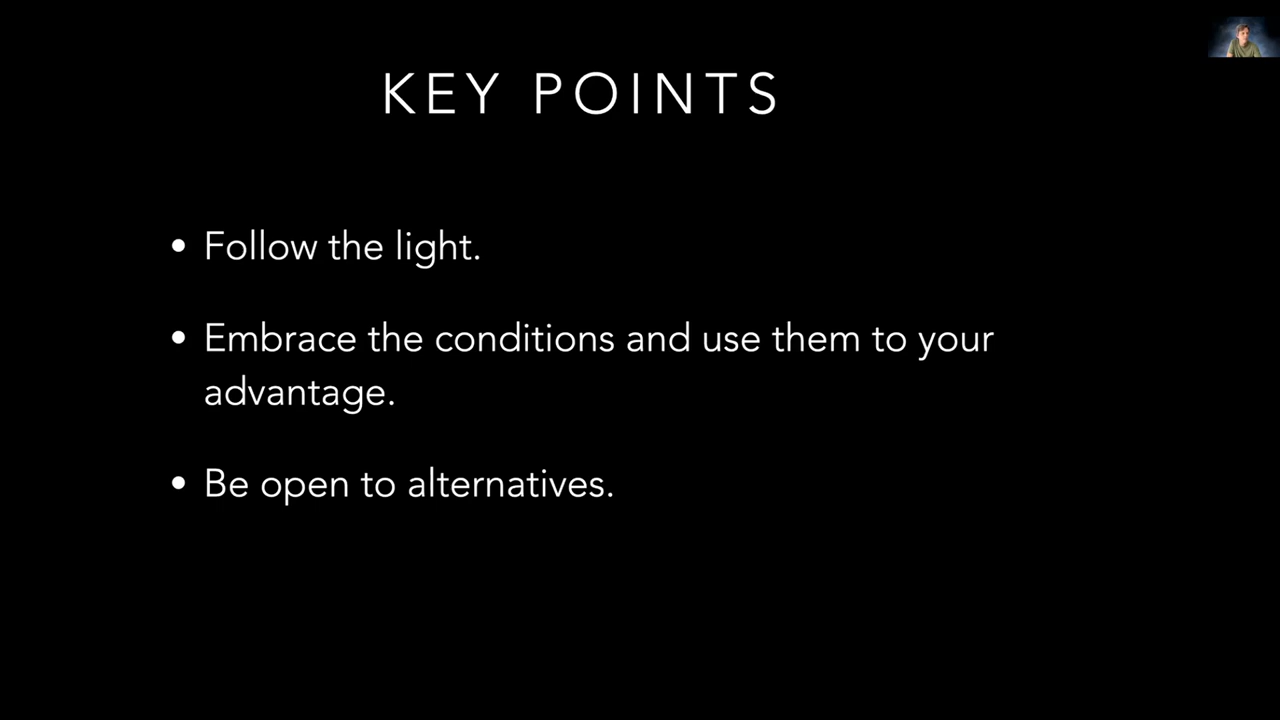 KEY POINTS
• Follow the light.
• Embrace the conditions and use them to your
advantage.
• Be open to alternatives.